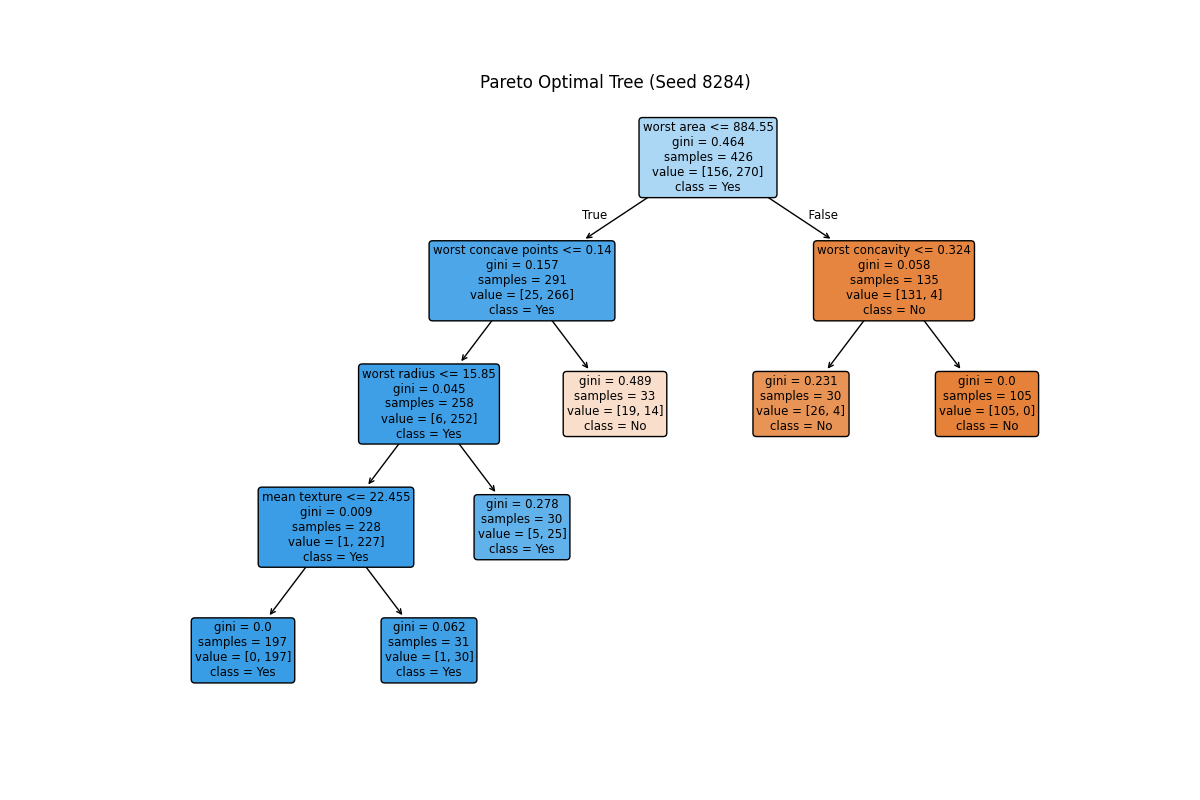 Pareto Optimal Tree (Seed 8284)
worst area <= 884.55
gini = 0.464
samples = 426
value = [156, 270]
class = Yes
True
False
worst concave points <= 0.14
gini = 0.157
samples = 291
value = [25, 266]
class = Yes
worst concavity <= 0.324
gini = 0.058
samples = 135
value = [131, 4]
class = No
worst radius <= 15.85
gini = 0.045
samples = 258
value = [6, 252]
class = Yes
gini = 0.489
samples = 33
value = [19, 14]
class = No
gini = 0.231
samples = 30
value = [26, 4]
class = No
gini = 0.0
samples = 105
value = [105, 0]
class = No
mean texture <= 22.455
gini = 0.009
samples = 228
value = [1, 227]
class = Yes
gini = 0.278
samples = 30
value = [5, 25]
class = Yes
gini = 0.0
samples = 197
value = [0, 197]
class = Yes
gini = 0.062
samples = 31
value = [1, 30]
class = Yes